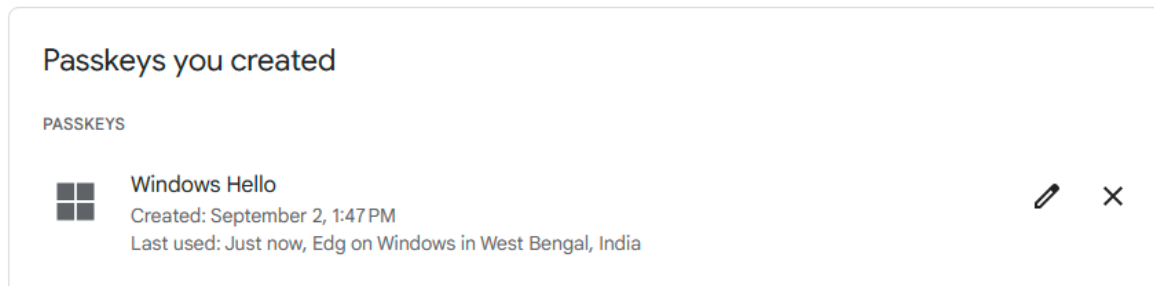 Passkeys you created
PASSKEYS
Windows Hello
Created: September 2, 1:47 PM
Last used: Just now, Edg on Windows in West Bengal, India